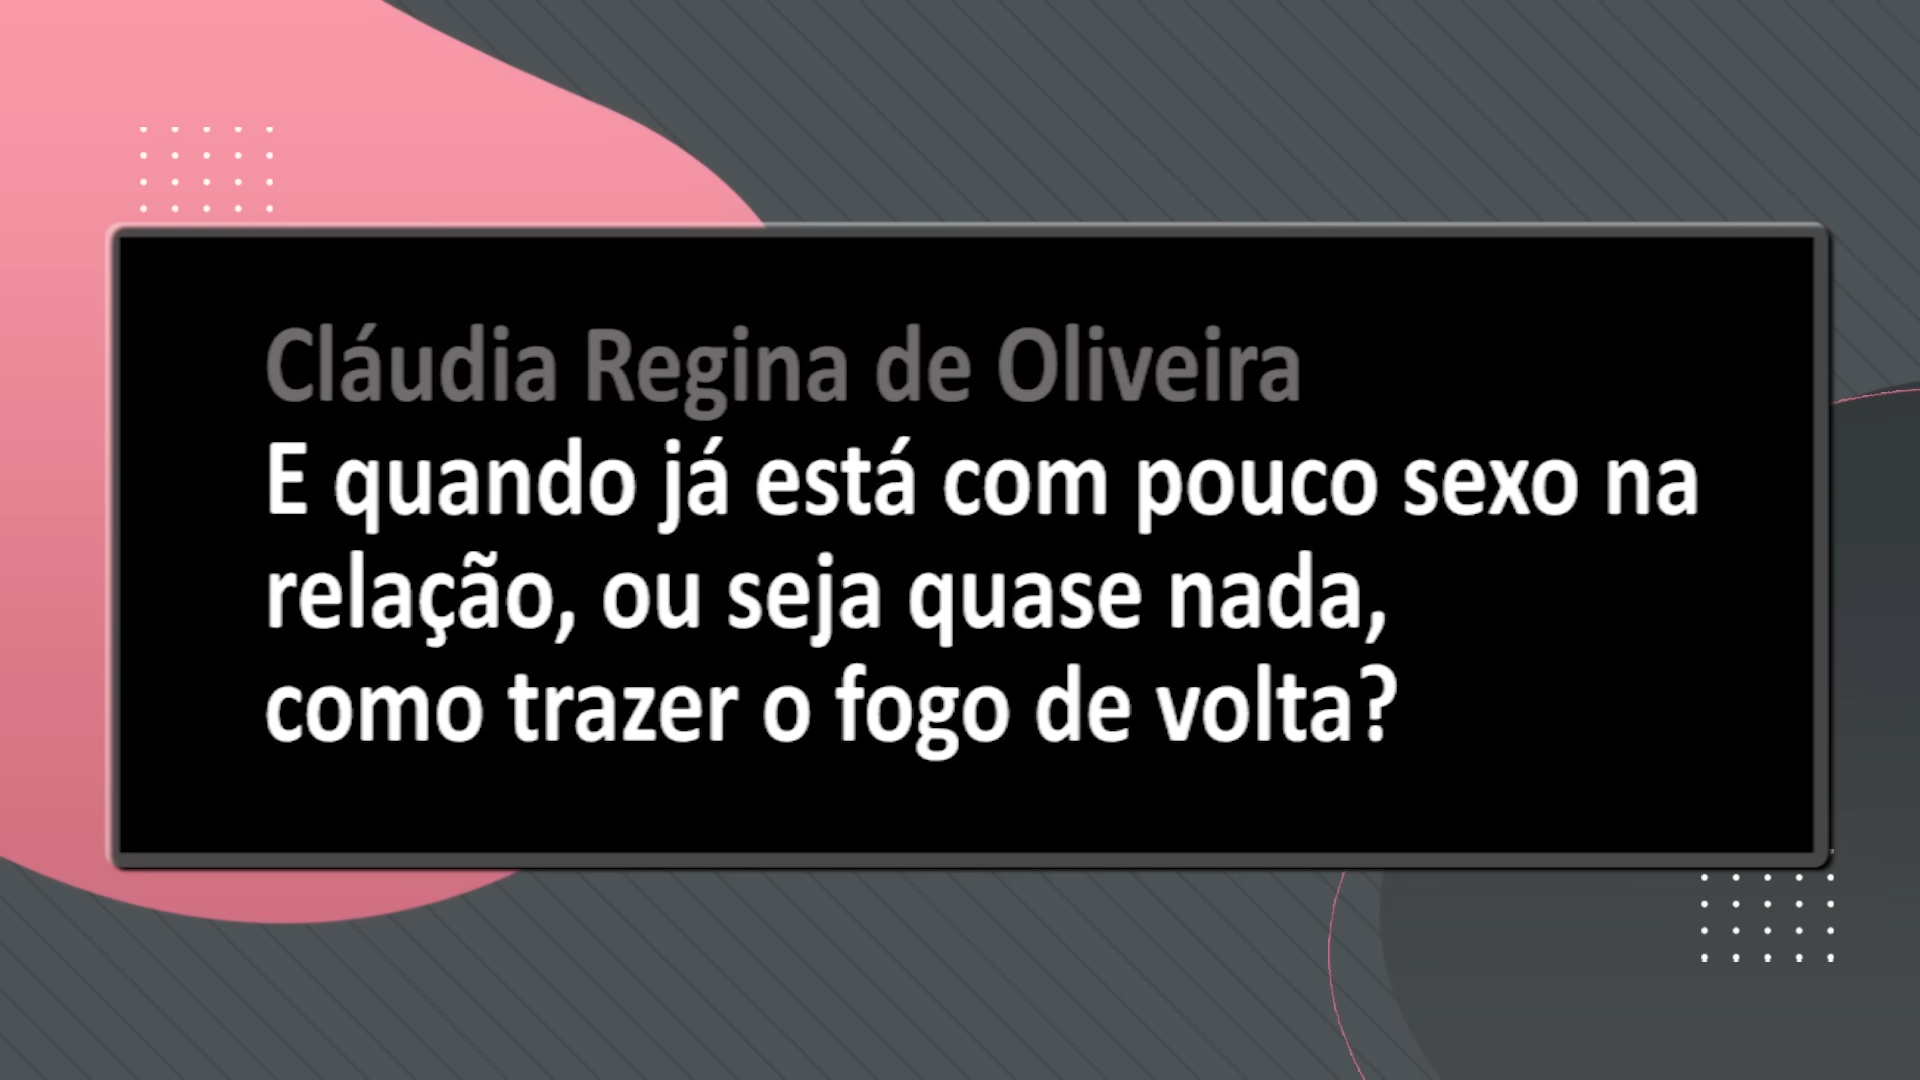 Cláudia Regina de Oliveira
E quando já está com pouco sexo na
relação, ou seja quase nada,
como trazer o fogo de volta?